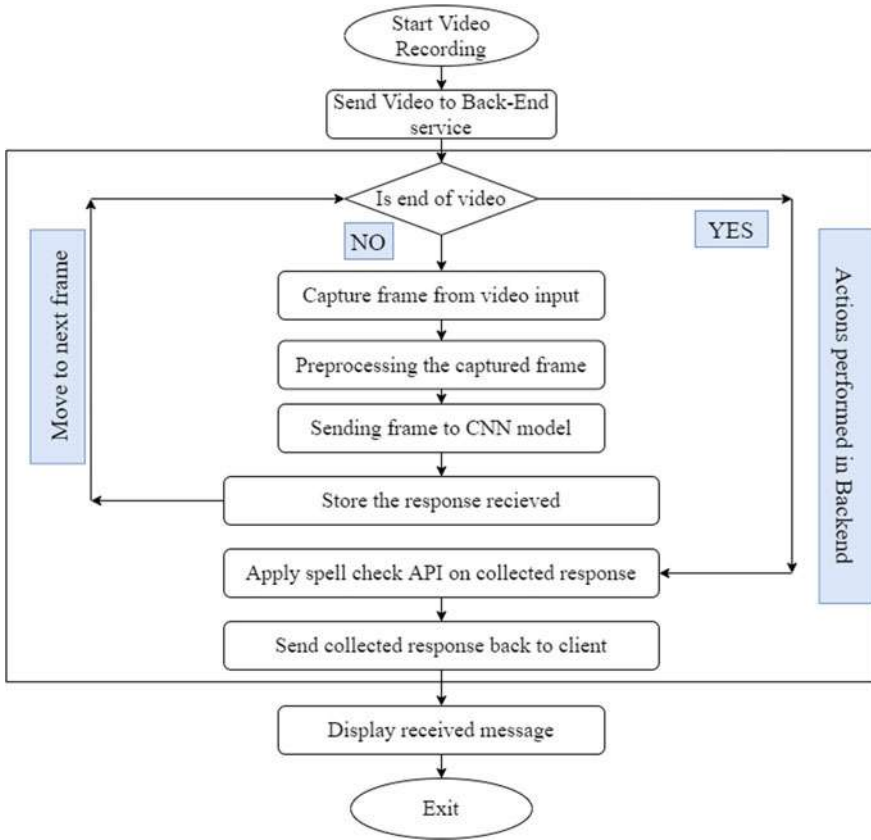 Start Video
Recording
Send Video to Back-End
service
Is end of video
NO
YES
Move to next frame
Actions performed in Backend
Capture frame from video input
Preprocessing the captured frame
Sending frame to CNN model
Store the response recieved
Apply spell check API on collected response
Send collected response back to client
Display received message
Exit